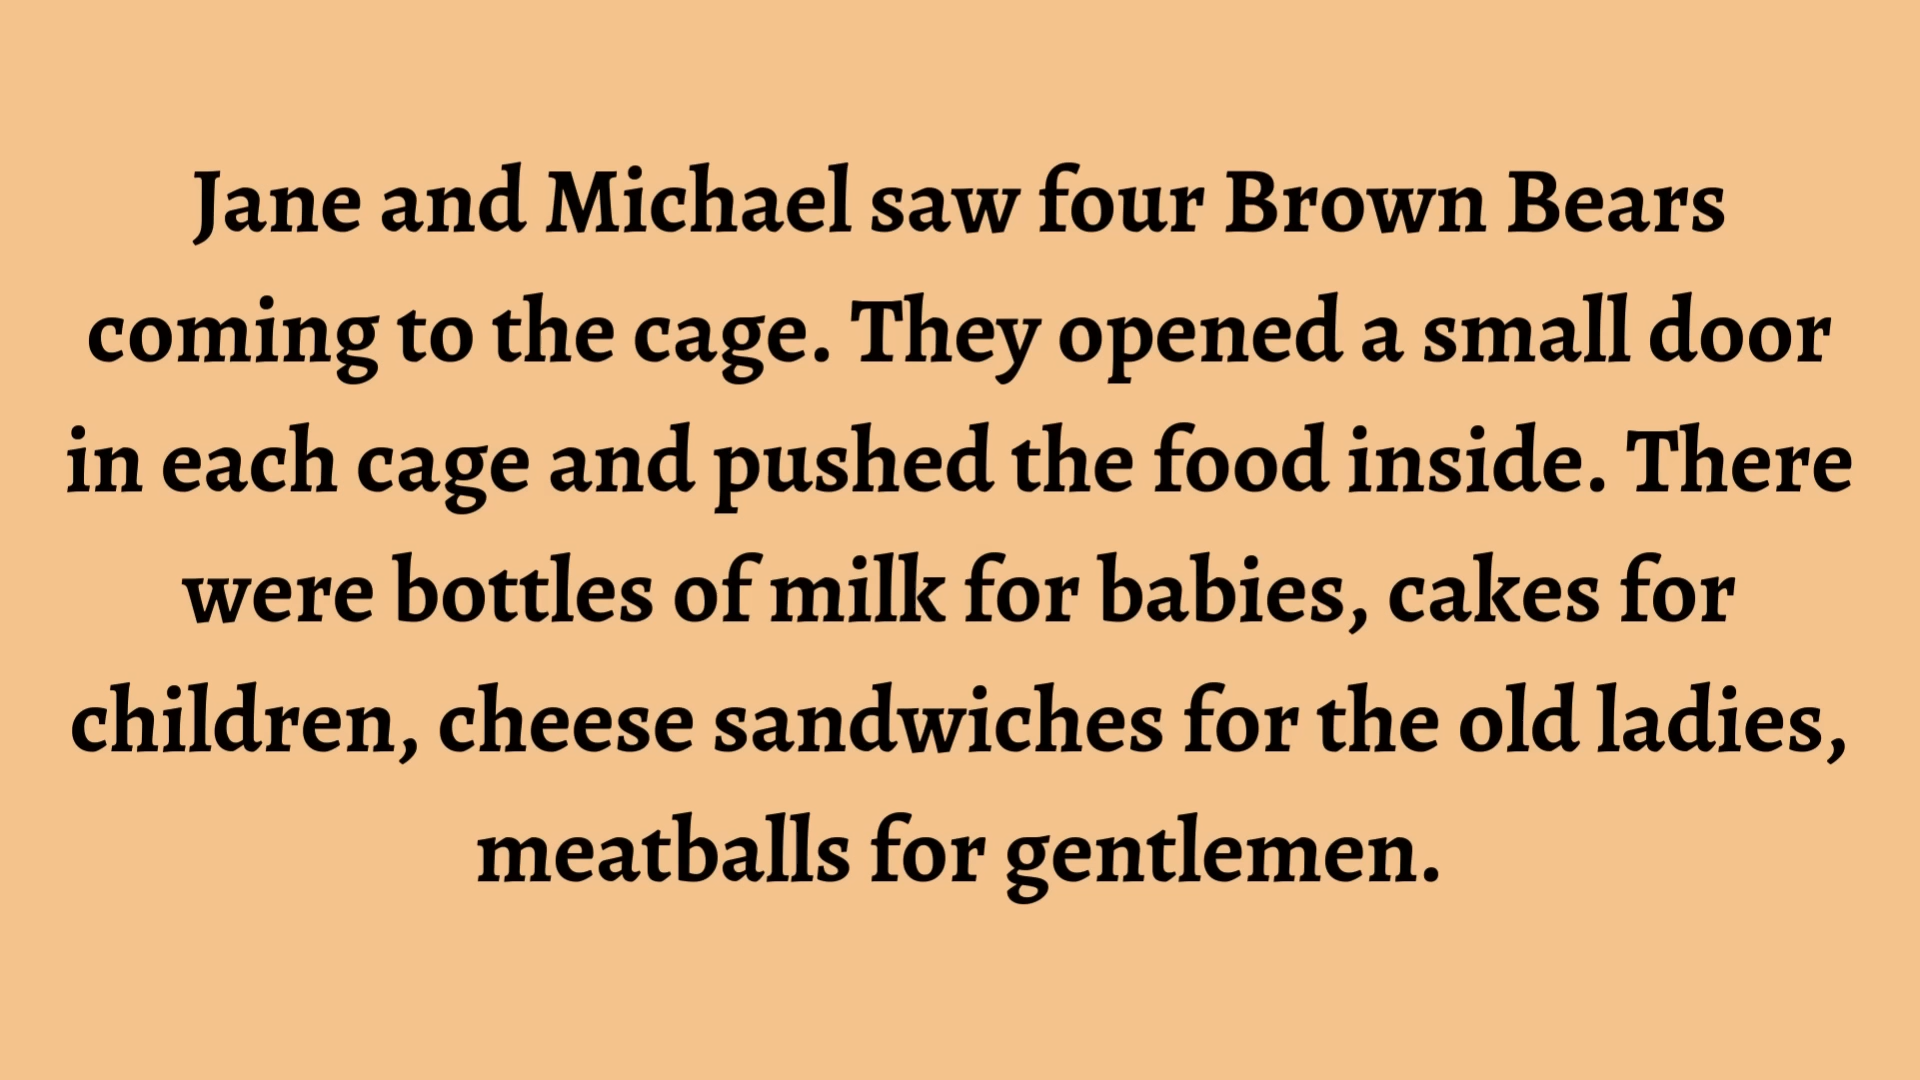 Jane and Michael saw four Brown Bears
coming to the cage. They opened a small door
in each cage and pushed the food inside. There
were bottles of milk for babies, cakes for
children, cheese sandwiches for the old ladies,
meatballs for gentlemen.